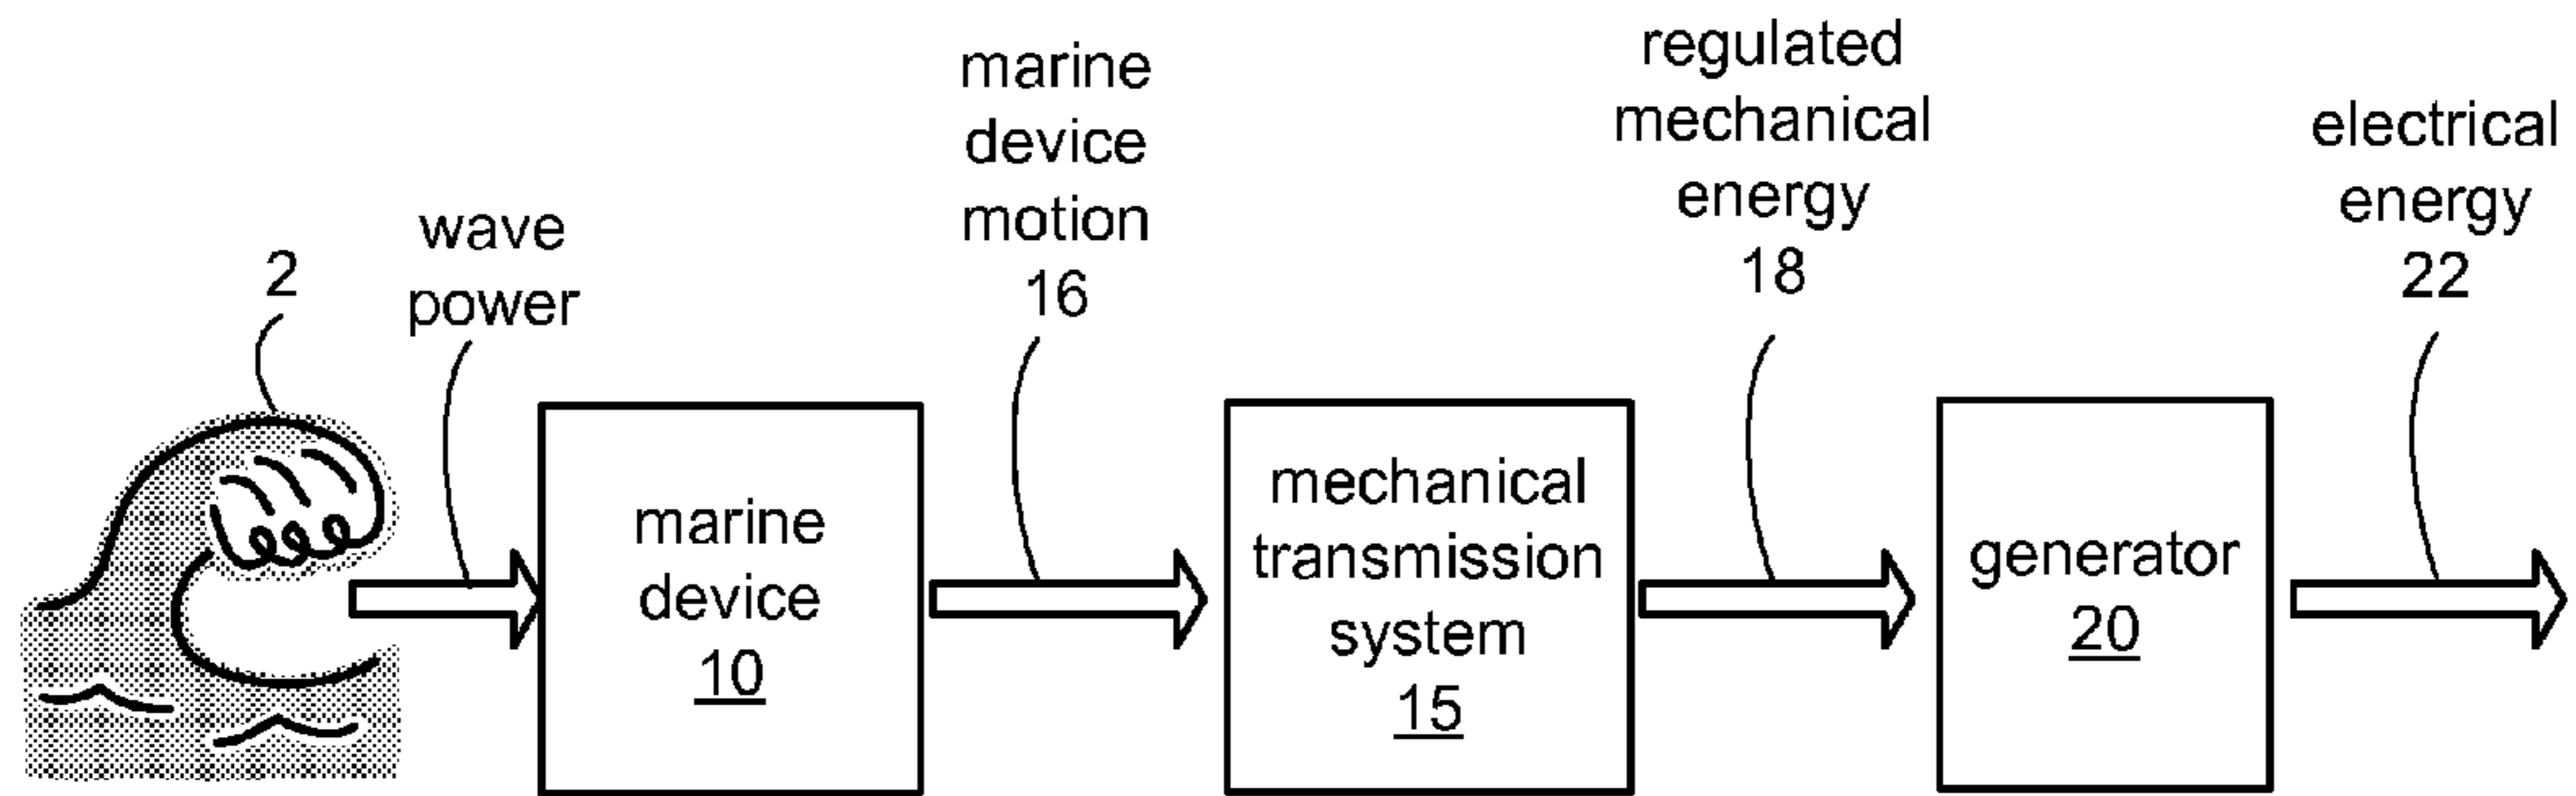 2
wave
power
marine
device
motion
16
regulated
mechanical
energy
18
electrical
energy
22
marine
device
10
mechanical
transmission
system
15
generator
20